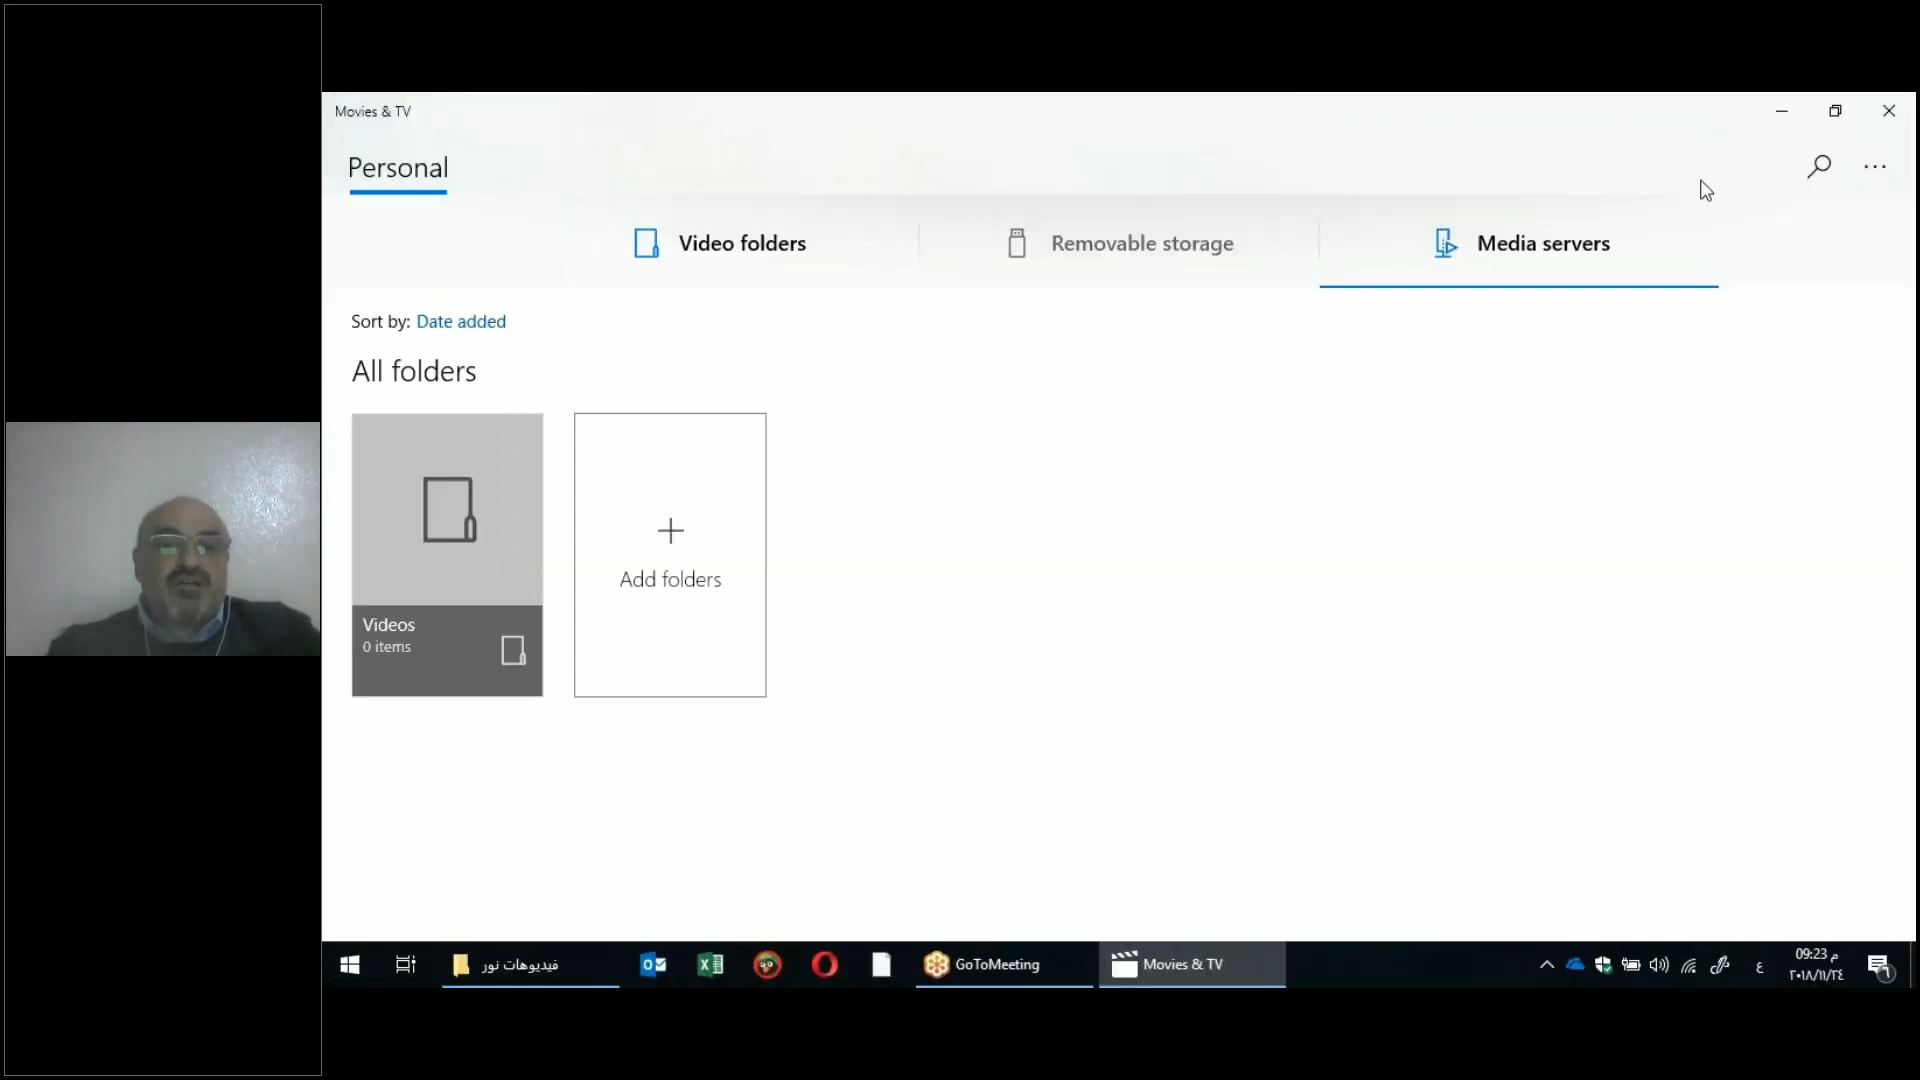 Movies & TV
Personal
Video folders
Removable storage
Media servers
Sort by: Date added
All folders
Videos
0 items
Add folders
فيديوهات نور
GoToMeeting
Movies & TV
ع
09:23 م
٢٠١٨/١١/٢٤
٦